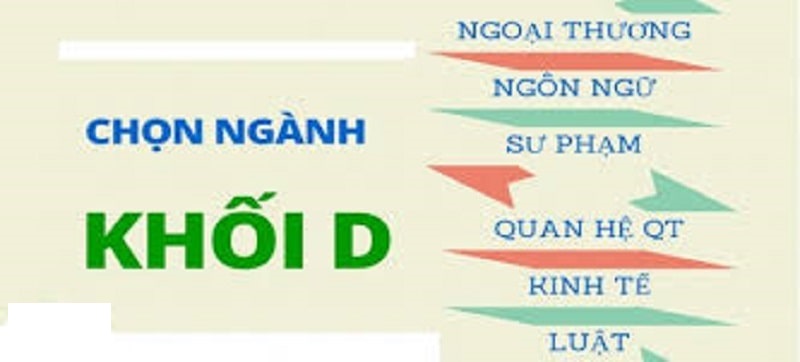 CHỌN NGÀNH
KHỐI D
NGOẠI THƯƠNG
NGÔN NGỮ
SƯ PHẠM
QUAN HỆ QT
KINH TẾ
LUẬT